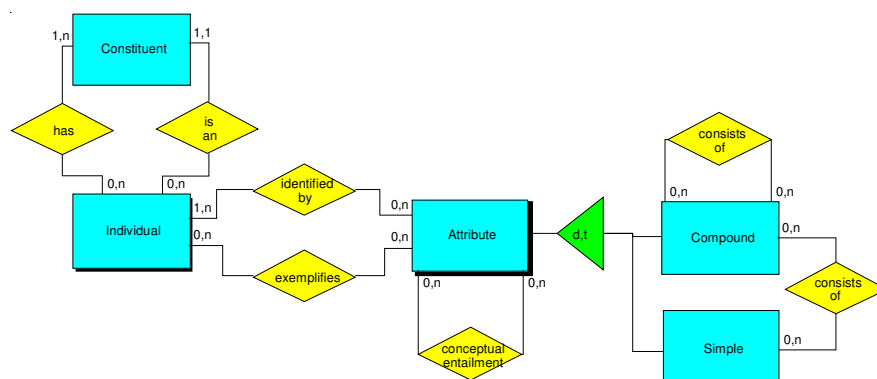 1,n
Constituent
1,1
has
is
an
0,n
0,n
consists
of
0,n
0,n
identified
by
1,n
0,n
Individual
0,n
Attribute
0,n
d,t
Compound
0,n
exemplifies
0,n
0,n
consists
of
conceptual
entailment
Simple
0,n